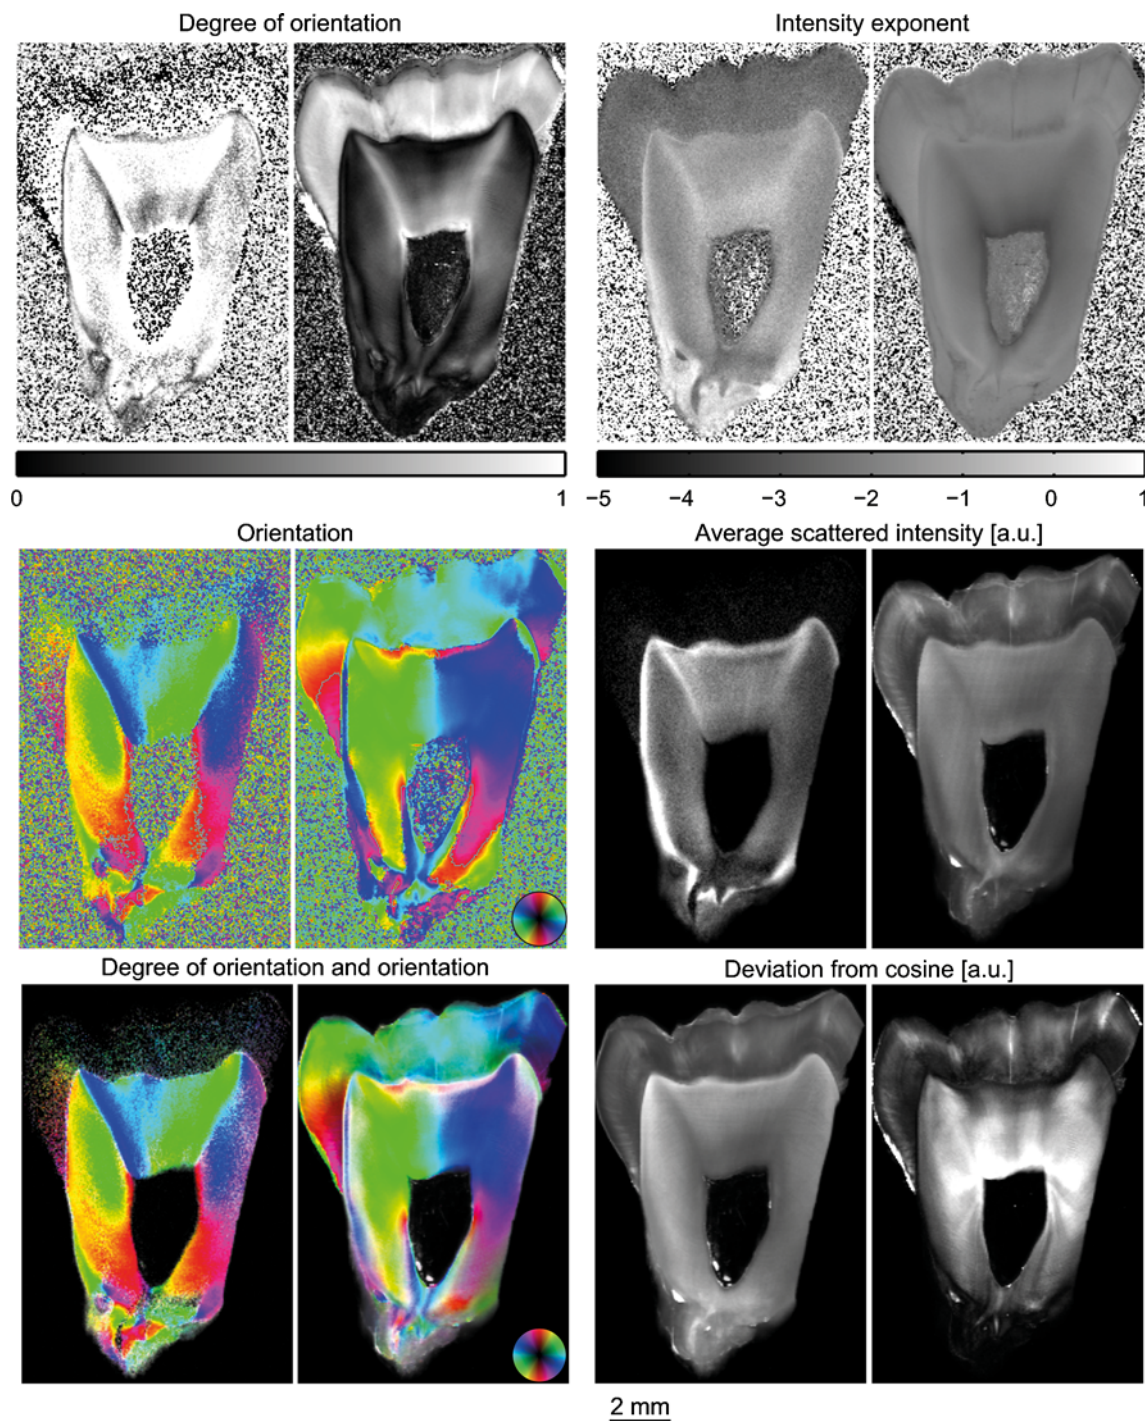 Degree of orientation
Intensity exponent
0 1
−5 −4 −3 −2 −1 0 1
Orientation
Average scattered intensity [a.u.]
Degree of orientation and orientation
Deviation from cosine [a.u.]
2 mm